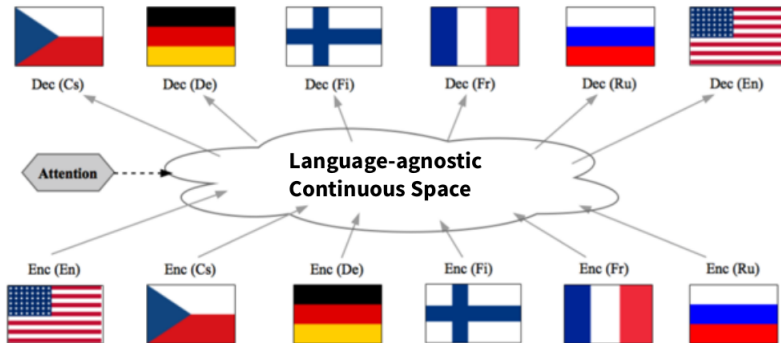 Dec (Cs) Dec (De) Dec (Fi) Dec (Fr) Dec (Ru) Dec (En)
Language-agnostic
Attention
Continuous Space
Enc (En) Enc (Cs) Enc (De) Enc (Fi) Enc (Fr) Enc (Ru)